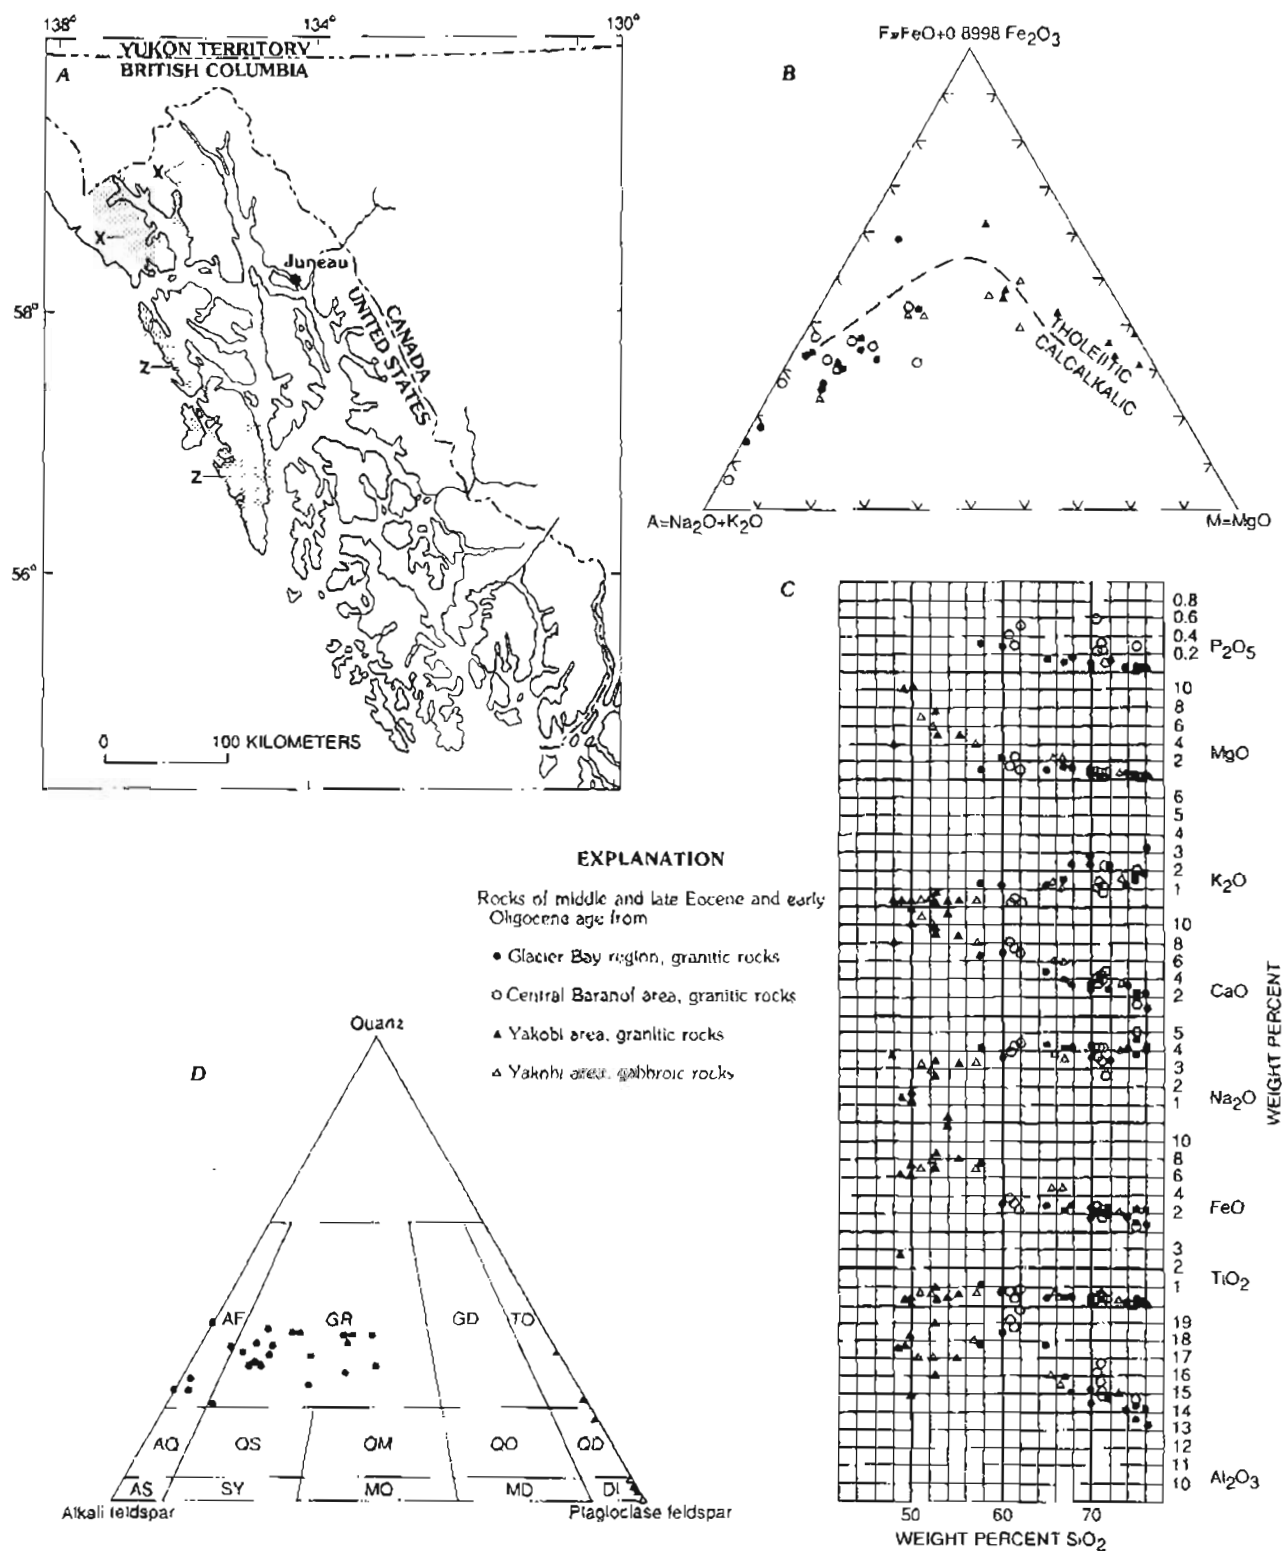 138°
134°
130°
A
YUKON TERRITORY
BRITISH COLUMBIA
X
X
Juneau
58°
CANADA
UNITED STATES
Z
Z
56°
0 100 KILOMETERS
B
F=FeO+0 8998 Fe₂O₃
THOLEIITIC
CALCALKALIC
A=Na₂O+K₂O
M=MgO
C
0.8
0.6
0.4
0.2
P₂O₅
10
8
6
4
2
MgO
6
5
4
3
2
1
K₂O
10
8
6
4
2
CaO
5
4
3
2
1
Na₂O
10
8
6
4
2
FeO
3
2
1
TiO₂
19
18
17
16
15
14
13
12
11
10
Al₂O₃
WEIGHT PERCENT
50 60 70
WEIGHT PERCENT SiO₂
EXPLANATION
Rocks of middle and late Eocene and early
Oligocene age from
Glacier Bay region, granitic rocks
Central Baranof area, granitic rocks
Yakobi area, granitic rocks
Yakobi area, gabbroic rocks
D
Quartz
AF GR GD TO
AQ QS QM QO QD
AS SY MO MD DI
Alkali feldspar
Plagioclase feldspar